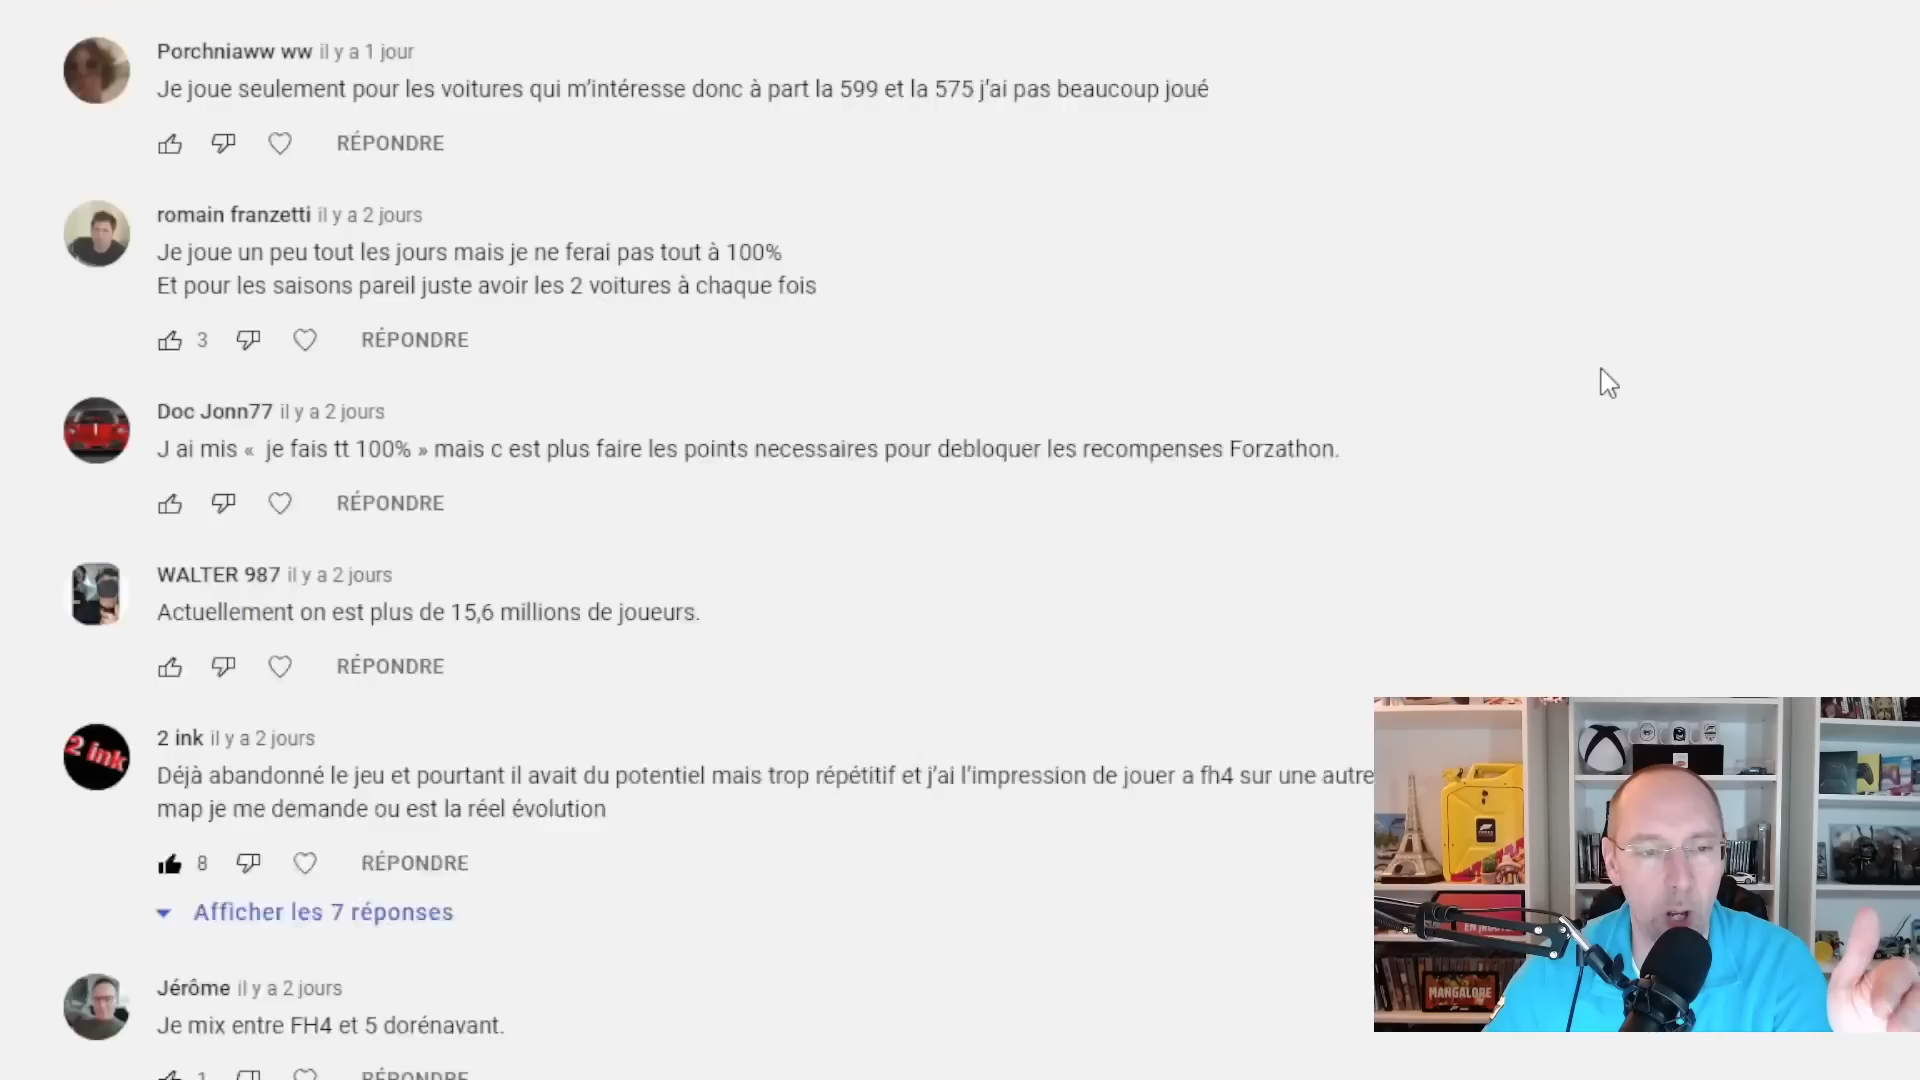 Porchniaww ww il y a 1 jour
Je joue seulement pour les voitures qui m'intéresse donc à part la 599 et la 575 j'ai pas beaucoup joué
RÉPONDRE
romain franzetti il y a 2 jours
Je joue un peu tout les jours mais je ne ferai pas tout à 100%
Et pour les saisons pareil juste avoir les 2 voitures à chaque fois
3 RÉPONDRE
Doc Jonn77 il y a 2 jours
J ai mis « je fais tt 100% » mais c est plus faire les points necessaires pour debloquer les recompenses Forzathon.
RÉPONDRE
WALTER 987 il y a 2 jours
Actuellement on est plus de 15,6 millions de joueurs.
RÉPONDRE
2 ink
2 ink il y a 2 jours
Déjà abandonné le jeu et pourtant il avait du potentiel mais trop répétitif et j'ai l'impression de jouer a fh4 sur une autre
map je me demande ou est la réel évolution
8 RÉPONDRE
Afficher les 7 réponses
Jérôme il y a 2 jours
Je mix entre FH4 et 5 dorénavant.
1 RÉPONDRE
MANGALORE